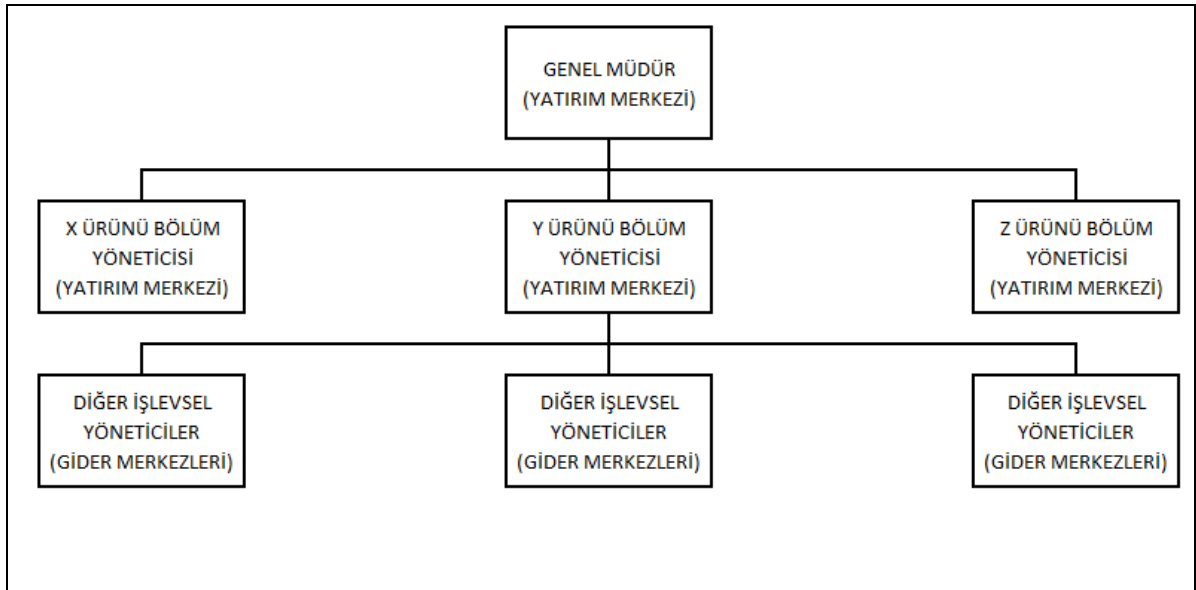 GENEL MÜDÜR
(YATIRIM MERKEZİ)
X ÜRÜNÜ BÖLÜM
YÖNETİCİSİ
(YATIRIM MERKEZİ)
Y ÜRÜNÜ BÖLÜM
YÖNETİCİSİ
(YATIRIM MERKEZİ)
Z ÜRÜNÜ BÖLÜM
YÖNETİCİSİ
(YATIRIM MERKEZİ)
DİĞER İŞLEVSEL
YÖNETİCİLER
(GİDER MERKEZLERİ)
DİĞER İŞLEVSEL
YÖNETİCİLER
(GİDER MERKEZLERİ)
DİĞER İŞLEVSEL
YÖNETİCİLER
(GİDER MERKEZLERİ)